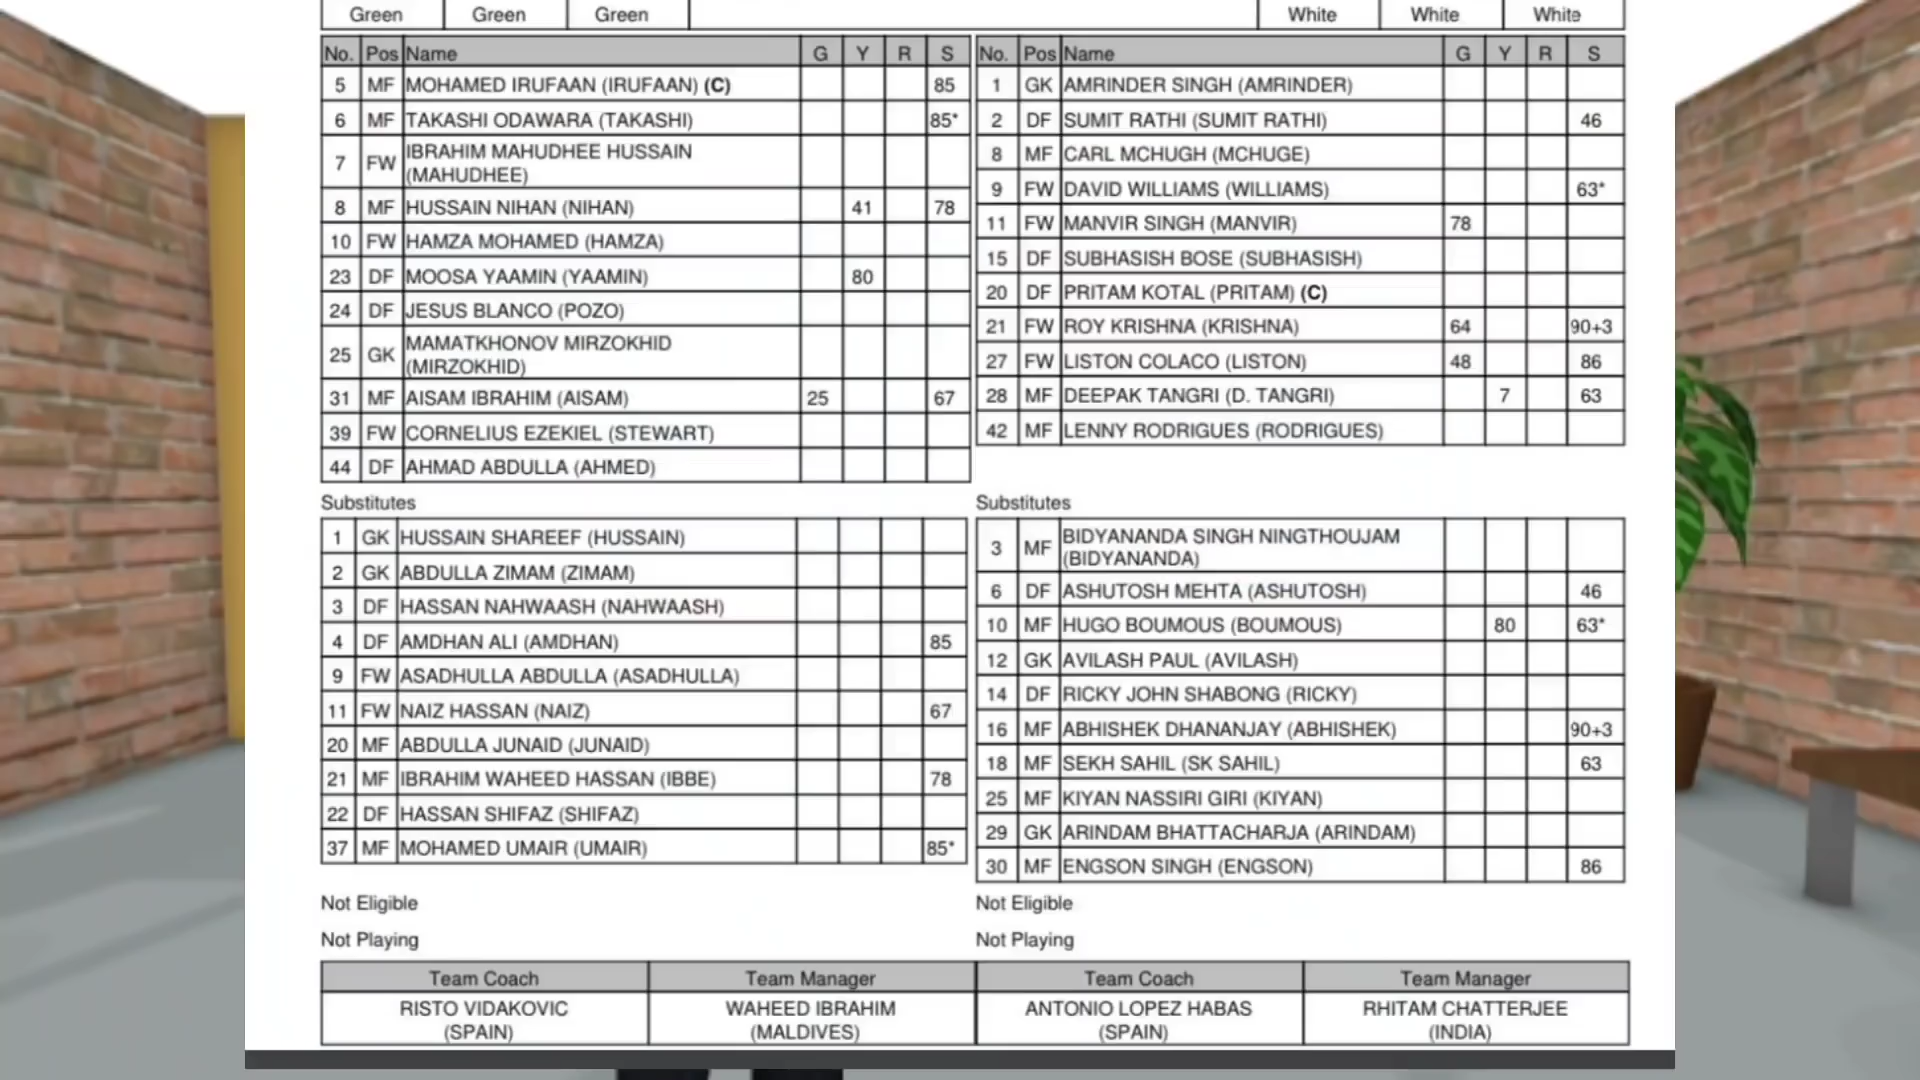 Green Green Green White White White
No. Pos Name G Y R S
5 MF MOHAMED IRUFAAN (IRUFAAN) (C) 85
6 MF TAKASHI ODAWARA (TAKASHI) 85*
7 FW IBRAHIM MAHUDHEE HUSSAIN
(MAHUDHEE)
8 MF HUSSAIN NIHAN (NIHAN) 41 78
10 FW HAMZA MOHAMED (HAMZA)
23 DF MOOSA YAAMIN (YAAMIN) 80
24 DF JESUS BLANCO (POZO)
25 GK MAMATKHONOV MIRZOKHID
(MIRZOKHID)
31 MF AISAM IBRAHIM (AISAM) 25 67
39 FW CORNELIUS EZEKIEL (STEWART)
44 DF AHMAD ABDULLA (AHMED)
No. Pos Name G Y R S
1 GK AMRINDER SINGH (AMRINDER)
2 DF SUMIT RATHI (SUMIT RATHI) 46
8 MF CARL MCHUGH (MCHUGE)
9 FW DAVID WILLIAMS (WILLIAMS) 63*
11 FW MANVIR SINGH (MANVIR) 78
15 DF SUBHASISH BOSE (SUBHASISH)
20 DF PRITAM KOTAL (PRITAM) (C)
21 FW ROY KRISHNA (KRISHNA) 64 90+3
27 FW LISTON COLACO (LISTON) 48 86
28 MF DEEPAK TANGRI (D. TANGRI) 7 63
42 MF LENNY RODRIGUES (RODRIGUES)
Substitutes
1 GK HUSSAIN SHAREEF (HUSSAIN)
2 GK ABDULLA ZIMAM (ZIMAM)
3 DF HASSAN NAHWAASH (NAHWAASH)
4 DF AMDHAN ALI (AMDHAN) 85
9 FW ASADHULLA ABDULLA (ASADHULLA)
11 FW NAIZ HASSAN (NAIZ) 67
20 MF ABDULLA JUNAID (JUNAID)
21 MF IBRAHIM WAHEED HASSAN (IBBE) 78
22 DF HASSAN SHIFAZ (SHIFAZ)
37 MF MOHAMED UMAIR (UMAIR) 85*
Substitutes
3 MF BIDYANANDA SINGH NINGTHOUJAM
(BIDYANANDA)
6 DF ASHUTOSH MEHTA (ASHUTOSH) 46
10 MF HUGO BOUMOUS (BOUMOUS) 80 63*
12 GK AVILASH PAUL (AVILASH)
14 DF RICKY JOHN SHABONG (RICKY)
16 MF ABHISHEK DHANANJAY (ABHISHEK) 90+3
18 MF SEKH SAHIL (SK SAHIL) 63
25 MF KIYAN NASSIRI GIRI (KIYAN)
29 GK ARINDAM BHATTACHARJA (ARINDAM)
30 MF ENGSON SINGH (ENGSON) 86
Not Eligible Not Eligible
Not Playing Not Playing
Team Coach Team Manager Team Coach Team Manager
RISTO VIDAKOVIC WAHEED IBRAHIM ANTONIO LOPEZ HABAS RHITAM CHATTERJEE
(SPAIN) (MALDIVES) (SPAIN) (INDIA)